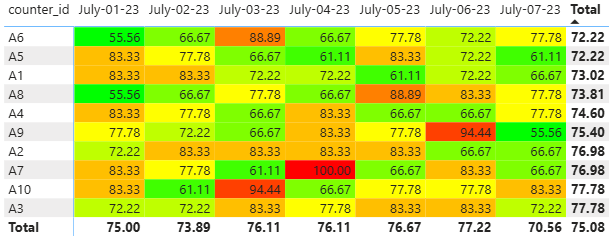 counter_id July-01-23 July-02-23 July-03-23 July-04-23 July-05-23 July-06-23 July-07-23 Total
A6 55.56 66.67 88.89 66.67 77.78 72.22 77.78 72.22
A5 83.33 77.78 66.67 61.11 83.33 72.22 61.11 72.22
A1 83.33 83.33 72.22 72.22 61.11 72.22 66.67 73.02
A8 55.56 66.67 77.78 66.67 88.89 83.33 77.78 73.81
A4 83.33 77.78 66.67 83.33 66.67 66.67 77.78 74.60
A9 77.78 72.22 66.67 83.33 77.78 94.44 55.56 75.40
A2 72.22 83.33 83.33 83.33 83.33 66.67 66.67 76.98
A7 83.33 77.78 61.11 100.00 66.67 83.33 66.67 76.98
A10 83.33 61.11 94.44 66.67 77.78 77.78 83.33 77.78
A3 72.22 72.22 83.33 77.78 83.33 83.33 72.22 77.78
Total 75.00 73.89 76.11 76.11 76.67 77.22 70.56 75.08